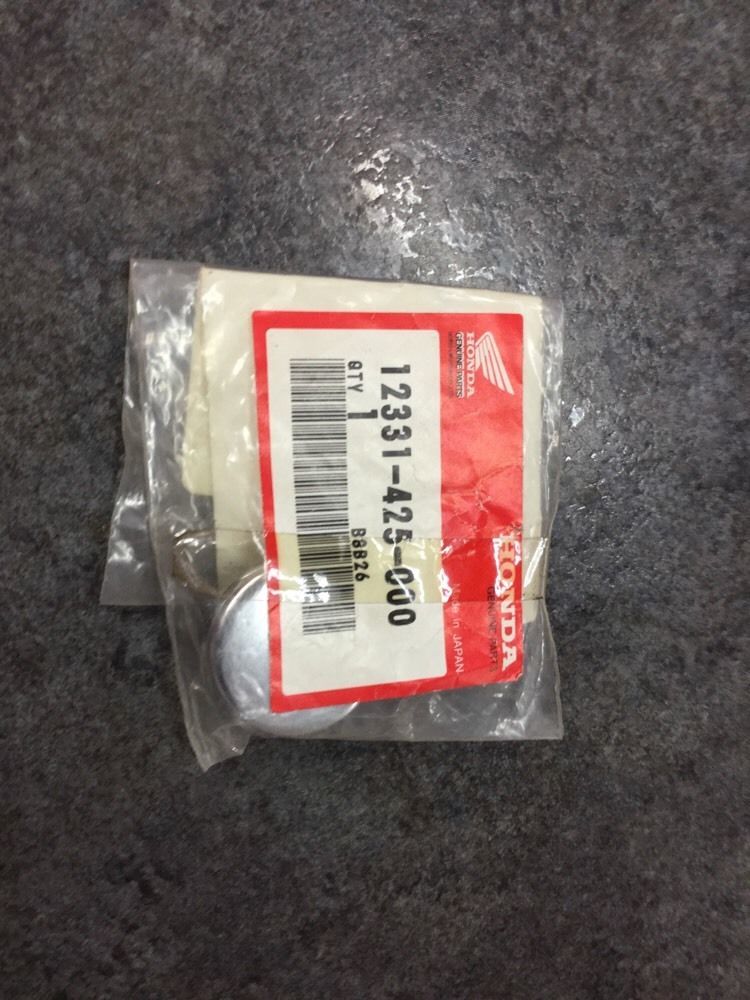 HONDA
GENUINE PARTS
12331-425-000
QTY 1 B8B26
HONDA
GENUINE PARTS
Made in JAPAN